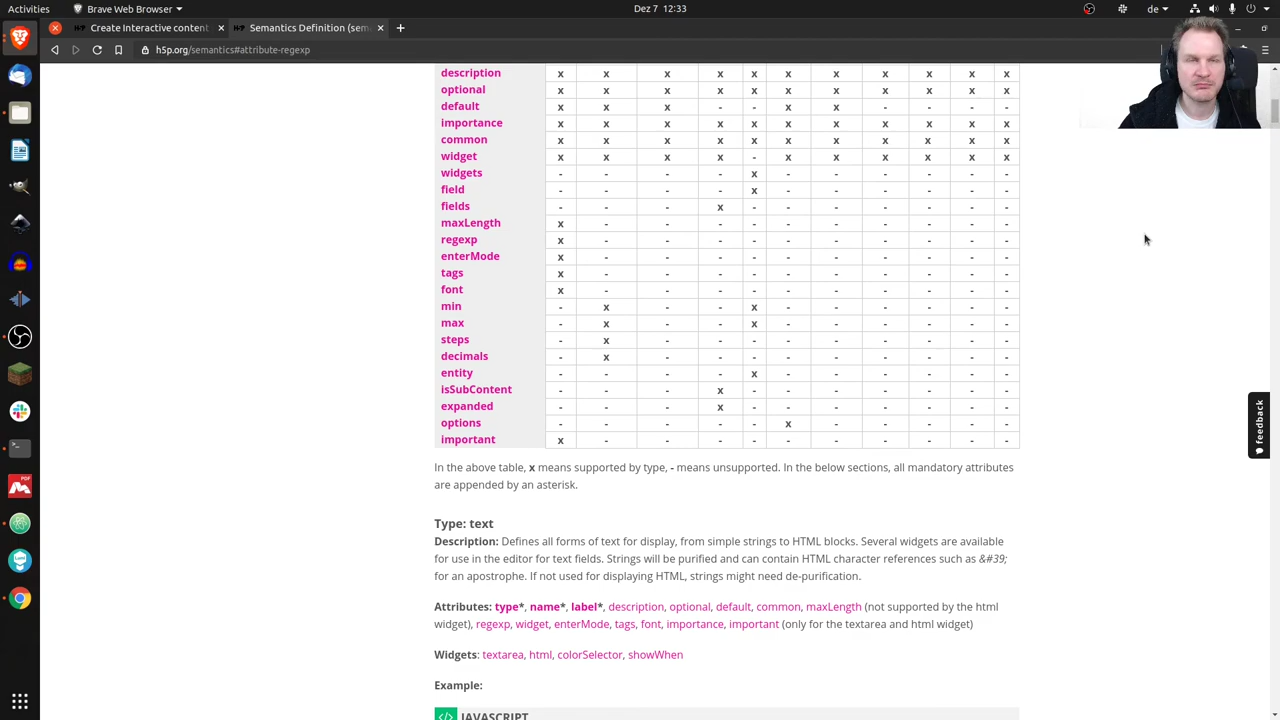 Activities
Brave Web Browser
Dez 7 12:33
de
Create Interactive content
Semantics Definition (sem
h5p.org/semantics#attribute-regexp
description x x x x x x x x x x x
optional x x x x x x x x x x x
default x x x - - x x - - - -
importance x x x x x x x x x x x
common x x x x x x x x x x x
widget x x x x - x x x x x x
widgets - - - - x - - - - - -
field - - - - x - - - - - -
fields - - - x - - - - - - -
maxLength x - - - - - - - - - -
regexp x - - - - - - - - - -
enterMode x - - - - - - - - - -
tags x - - - - - - - - - -
font x - - - - - - - - - -
min - x - - x - - - - - -
max - x - - x - - - - - -
steps - x - - - - - - - - -
decimals - x - - - - - - - - -
entity - - - - x - - - - - -
isSubContent - - - x - - - - - - -
expanded - - - x - - - - - - -
options - - - - - x - - - - -
important x - - - - - - - - - -
In the above table, x means supported by type, - means unsupported. In the below sections, all mandatory attributes
are appended by an asterisk.
Type: text
Description: Defines all forms of text for display, from simple strings to HTML blocks. Several widgets are available
for use in the editor for text fields. Strings will be purified and can contain HTML character references such as &#39;
for an apostrophe. If not used for displaying HTML, strings might need de-purification.
Attributes: type*, name*, label*, description, optional, default, common, maxLength (not supported by the html
widget), regexp, widget, enterMode, tags, font, importance, important (only for the textarea and html widget)
Widgets: textarea, html, colorSelector, showWhen
Example:
</> JAVASCRIPT
feedback